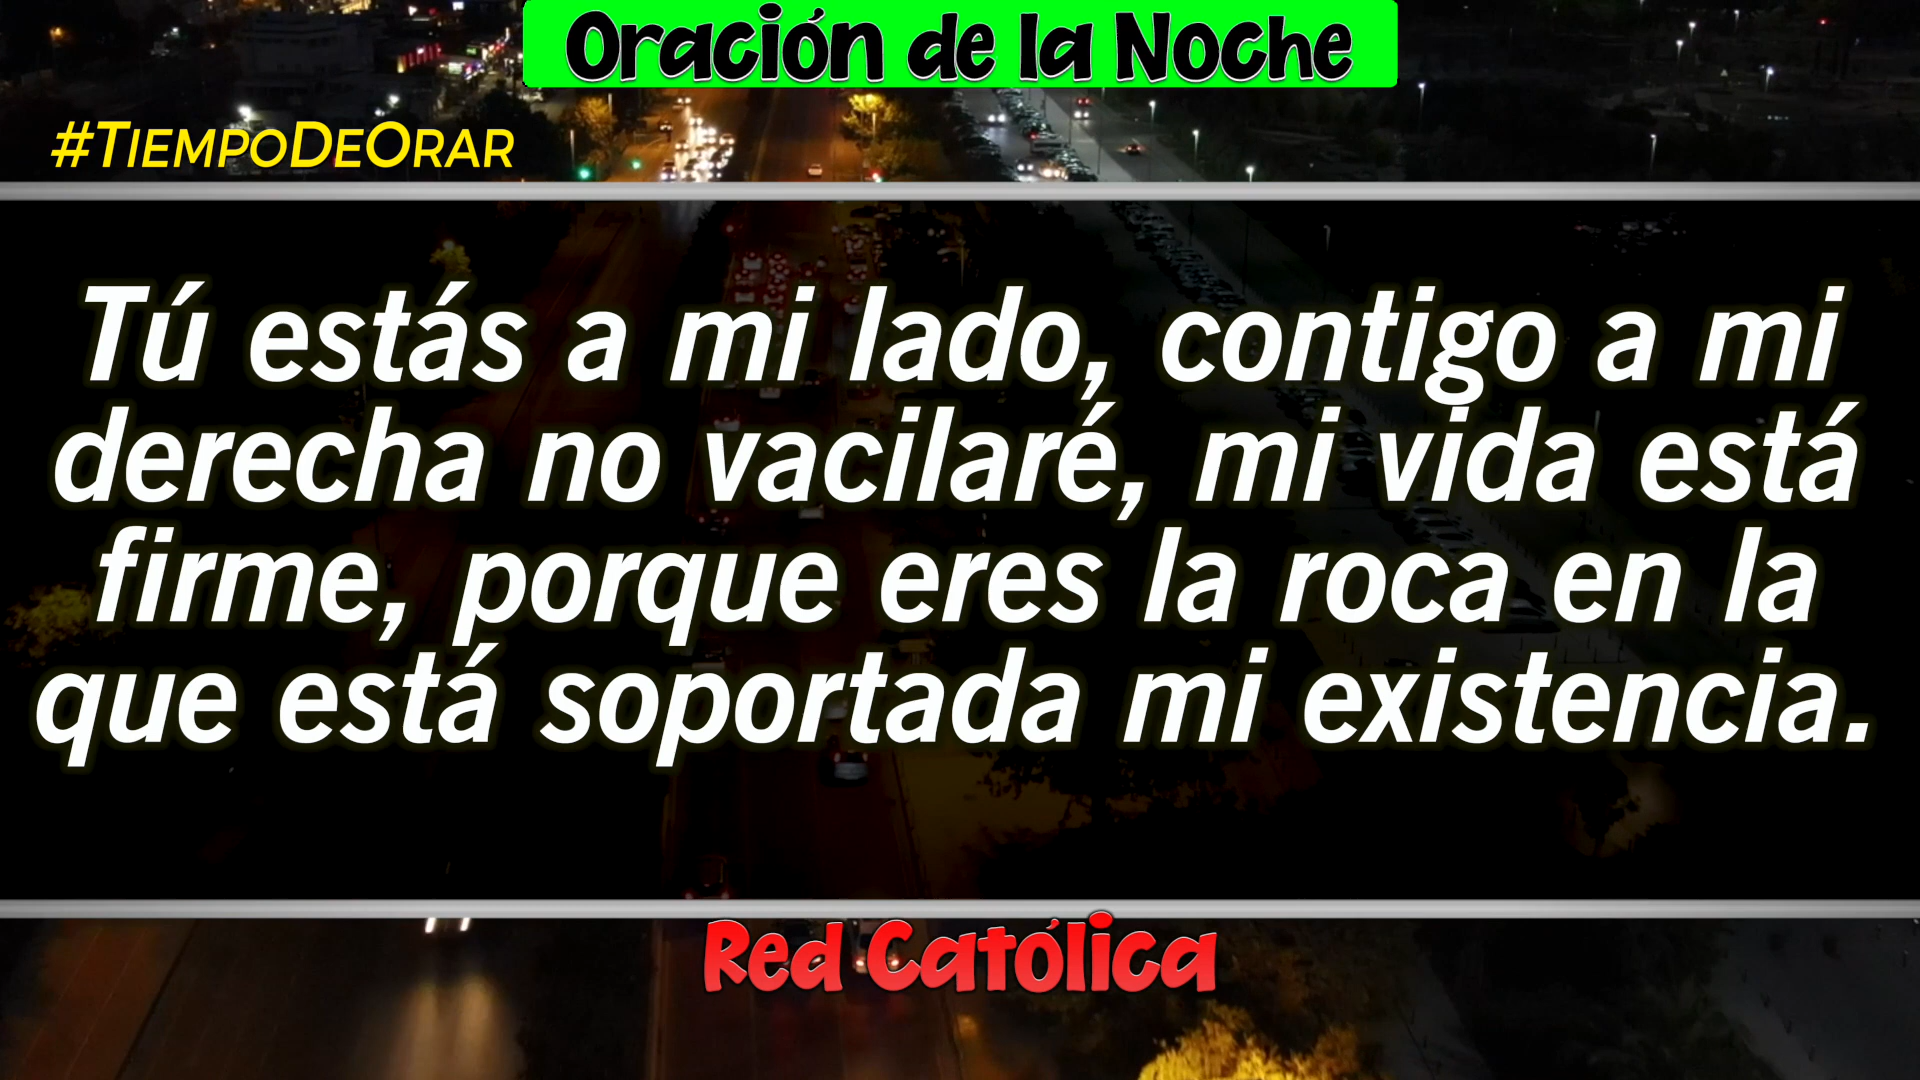 Oración de la Noche
#TiempoDeOrar
Tú estás a mi lado, contigo a mi
derecha no vacilaré, mi vida está
firme, porque eres la roca en la
que está soportada mi existencia.
Red Católica